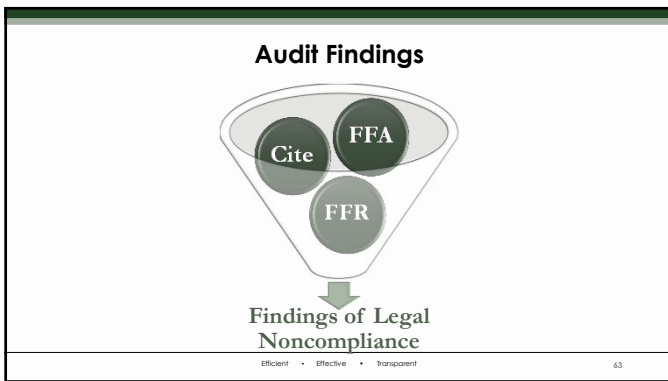 Audit Findings
Cite
FFA
FFR
Findings of Legal
Noncompliance
Efficient • Effective • Transparent
63